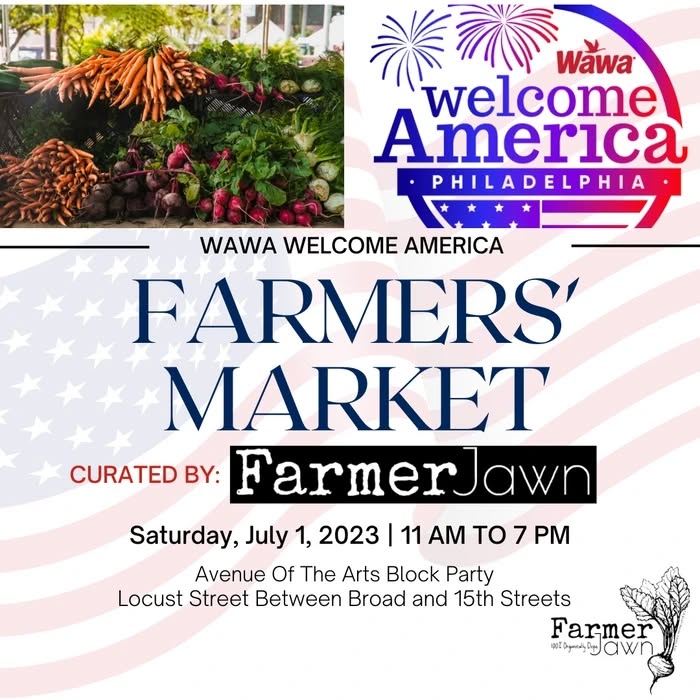 Wawa
welcome
America
· PHILADELPHIA ·
WAWA WELCOME AMERICA
FARMERS'
MARKET
CURATED BY: FarmerJawn
Saturday, July 1, 2023 | 11 AM TO 7 PM
Avenue Of The Arts Block Party
Locust Street Between Broad and 15th Streets
Farmer
Jawn